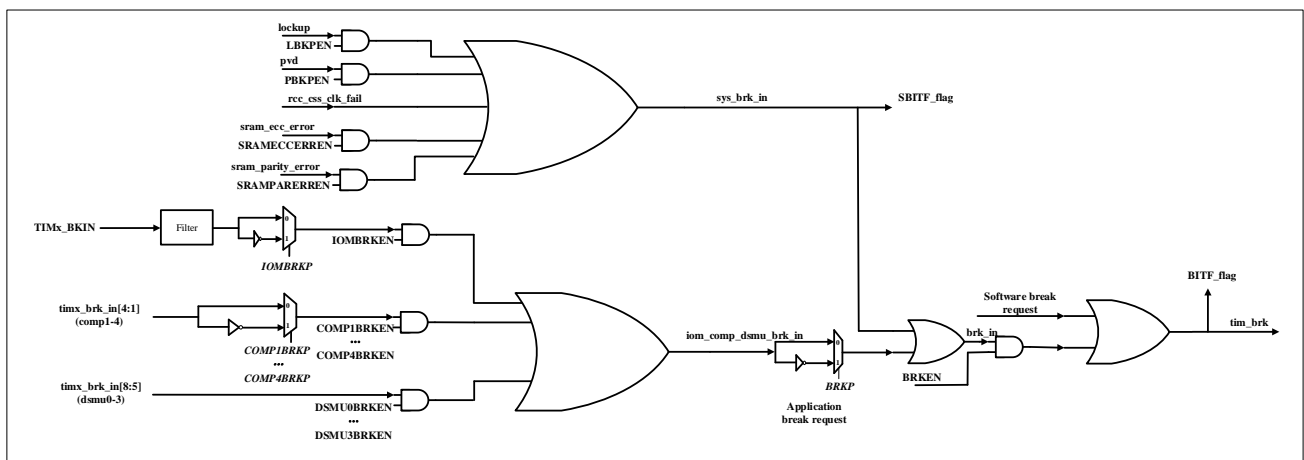 lockup
LBKPEN
pvd
PBKPEN
rcc_css_clk_fail
sram_ecc_error
SRAMECCERREN
sram_parity_error
SRAMPARERREN
sys_brk_in
SBITF_flag
TIMx_BKIN
Filter
0
1
IOMBRKP
IOMBRKEN
timx_brk_in[4:1]
(comp1-4)
0
1
COMP1BRKP
...
COMP4BRKP
COMP1BRKEN
...
COMP4BRKEN
timx_brk_in[8:5]
(dsmu0-3)
DSMU0BRKEN
...
DSMU3BRKEN
iom_comp_dsmu_brk_in
0
1
BRKP
Application
break request
brk_in
BRKEN
Software break
request
BITF_flag
tim_brk